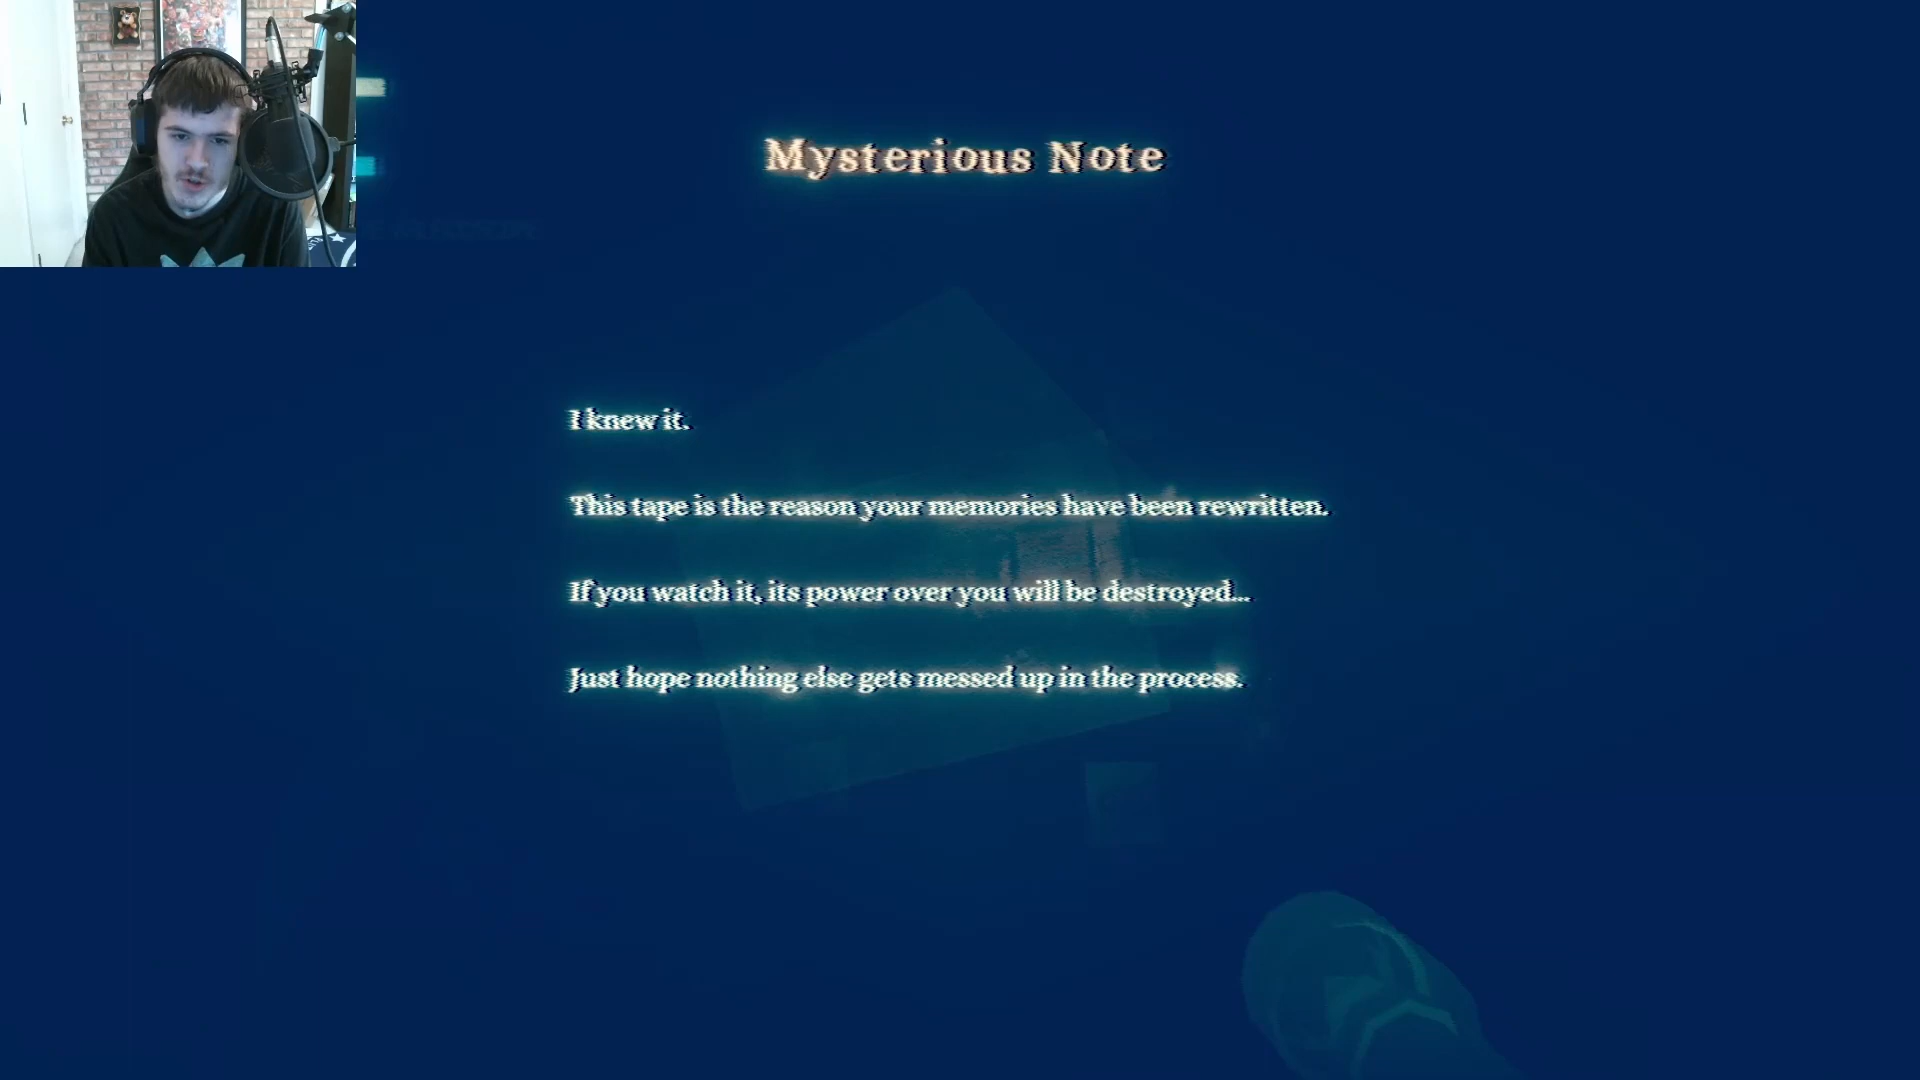 Mysterious Note
I knew it.
This tape is the reason your memories have been rewritten.
If you watch it, its power over you will be destroyed...
Just hope nothing else gets messed up in the process.